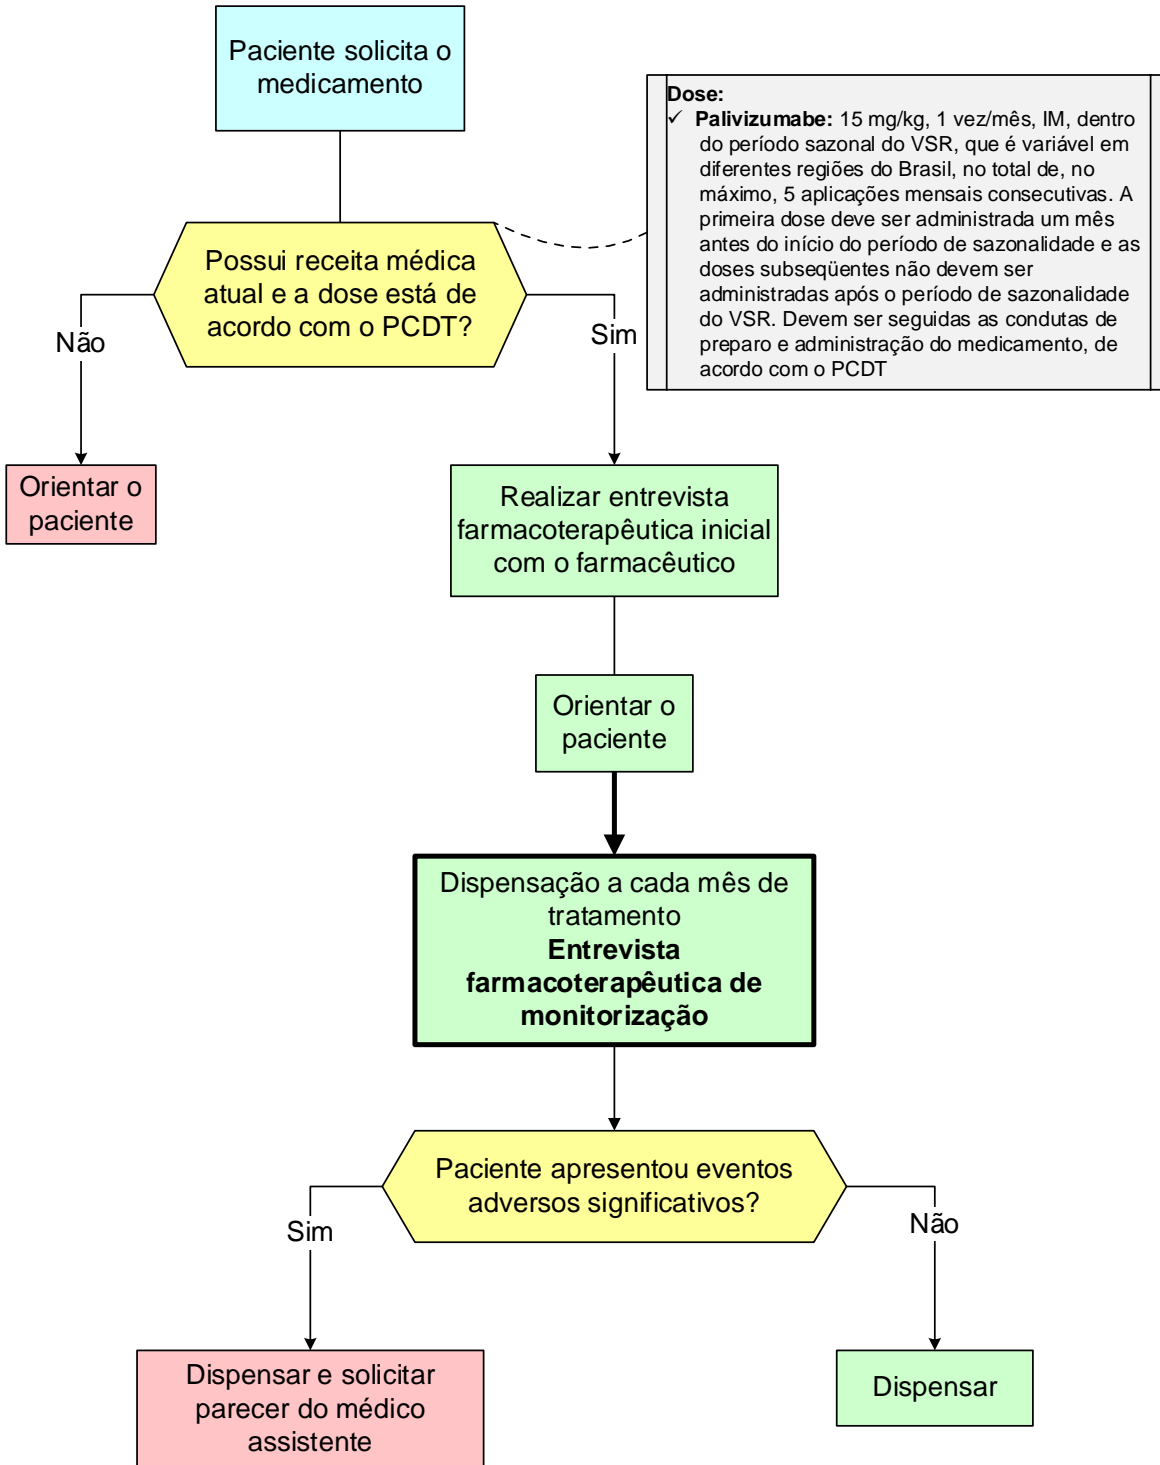 Paciente solicita o
medicamento
Dose:
✓ Palivizumabe: 15 mg/kg, 1 vez/mês, IM, dentro
do período sazonal do VSR, que é variável em
diferentes regiões do Brasil, no total de, no
máximo, 5 aplicações mensais consecutivas. A
primeira dose deve ser administrada um mês
antes do início do período de sazonalidade e as
doses subseqüentes não devem ser
administradas após o período de sazonalidade
do VSR. Devem ser seguidas as condutas de
preparo e administração do medicamento, de
acordo com o PCDT
Possui receita médica
atual e a dose está de
acordo com o PCDT?
Não
Sim
Orientar o
paciente
Realizar entrevista
farmacoterapêutica inicial
com o farmacêutico
Orientar o
paciente
Dispensação a cada mês de
tratamento
Entrevista
farmacoterapêutica de
monitorização
Paciente apresentou eventos
adversos significativos?
Sim
Não
Dispensar e solicitar
parecer do médico
assistente
Dispensar